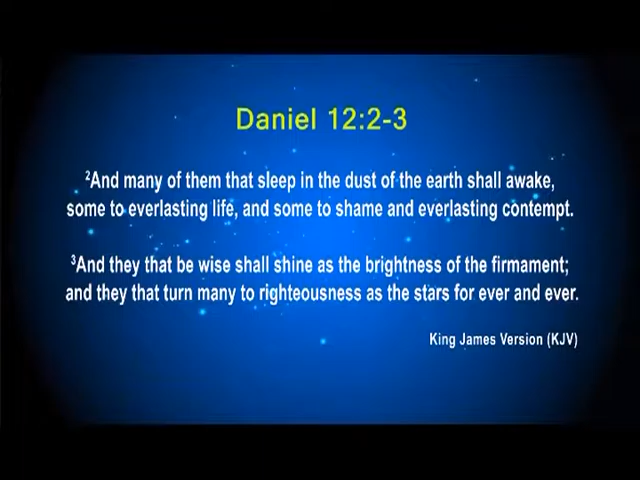 Daniel 12:2-3
²And many of them that sleep in the dust of the earth shall awake,
some to everlasting life, and some to shame and everlasting contempt.
³And they that be wise shall shine as the brightness of the firmament;
and they that turn many to righteousness as the stars for ever and ever.
King James Version (KJV)